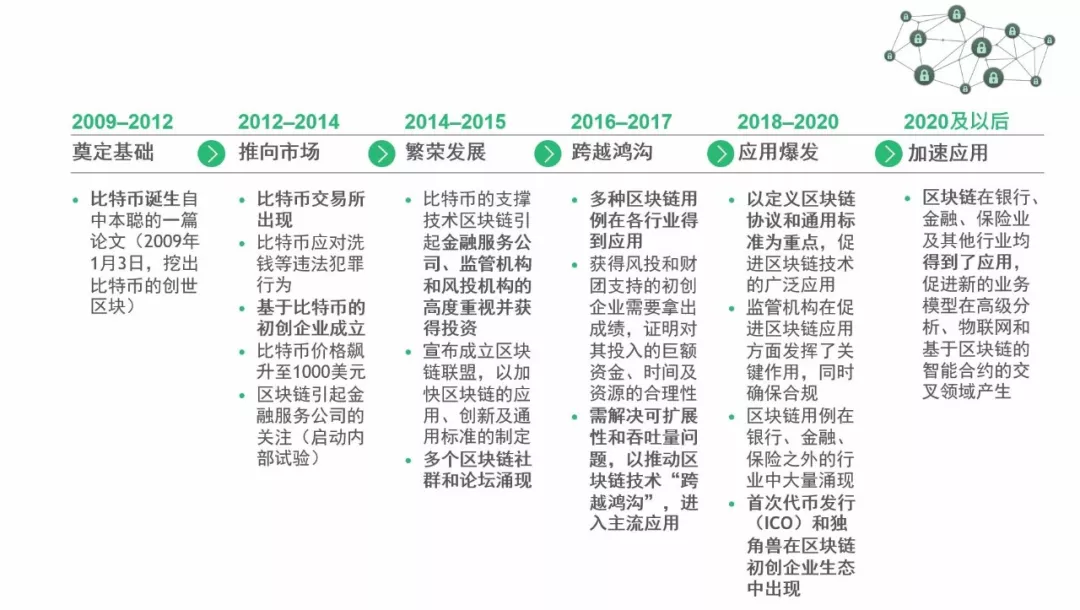 2009–2012
奠定基础
比特币诞生自
中本聪的一篇
论文（2009年
1月3日，挖出
比特币的创世
区块）
2012–2014
推向市场
比特币交易所
出现
比特币应对洗
钱等违法犯罪
行为
基于比特币的
初创企业成立
比特币价格飙
升至1000美元
区块链引起金
融服务公司的
关注（启动内
部试验）
2014–2015
繁荣发展
比特币的支撑
技术区块链引
起金融服务公
司、监管机构
和风投机构的
高度重视并获
得投资
宣布成立区块
链联盟，以加
快区块链的应
用、创新及通
用标准的制定
多个区块链社
群和论坛涌现
2016–2017
跨越鸿沟
多种区块链用
例在各行业得
到应用
获得风投和财
团支持的初创
企业需要拿出
成绩，证明对
其投入的巨额
资金、时间及
资源的合理性
需解决可扩展
性和吞吐量问
题，以推动区
块链技术“跨
越鸿沟”，进
入主流应用
2018–2020
应用爆发
以定义区块链
协议和通用标
准为重点，促
进区块链技术
的广泛应用
监管机构在促
进区块链应用
方面发挥了关
键作用，同时
确保合规
区块链用例在
银行、金融、
保险之外的行
业中大量涌现
首次代币发行
（ICO）和独
角兽在区块链
初创企业生态
中出现
2020及以后
加速应用
区块链在银行、
金融、保险业
及其他行业均
得到了应用，
促进新的业务
模型在高级分
析、物联网和
基于区块链的
智能合约的交
叉领域产生